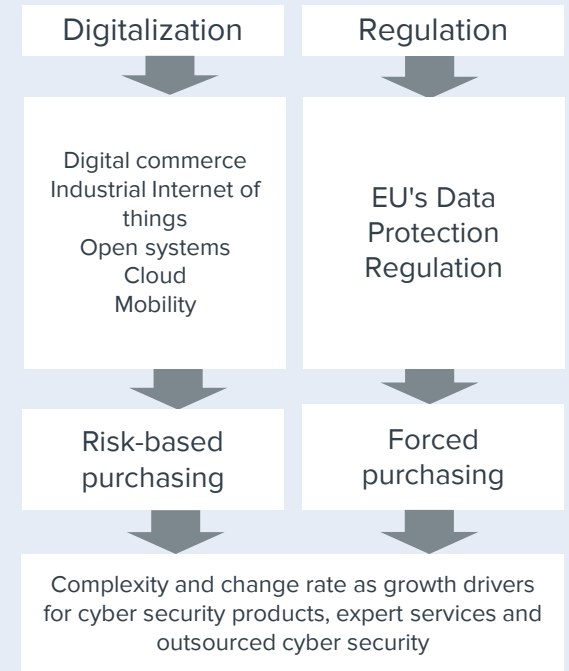 Digitalization
Regulation
Digital commerce
Industrial Internet of
things
Open systems
Cloud
Mobility
EU's Data
Protection
Regulation
Risk-based
purchasing
Forced
purchasing
Complexity and change rate as growth drivers
for cyber security products, expert services and
outsourced cyber security